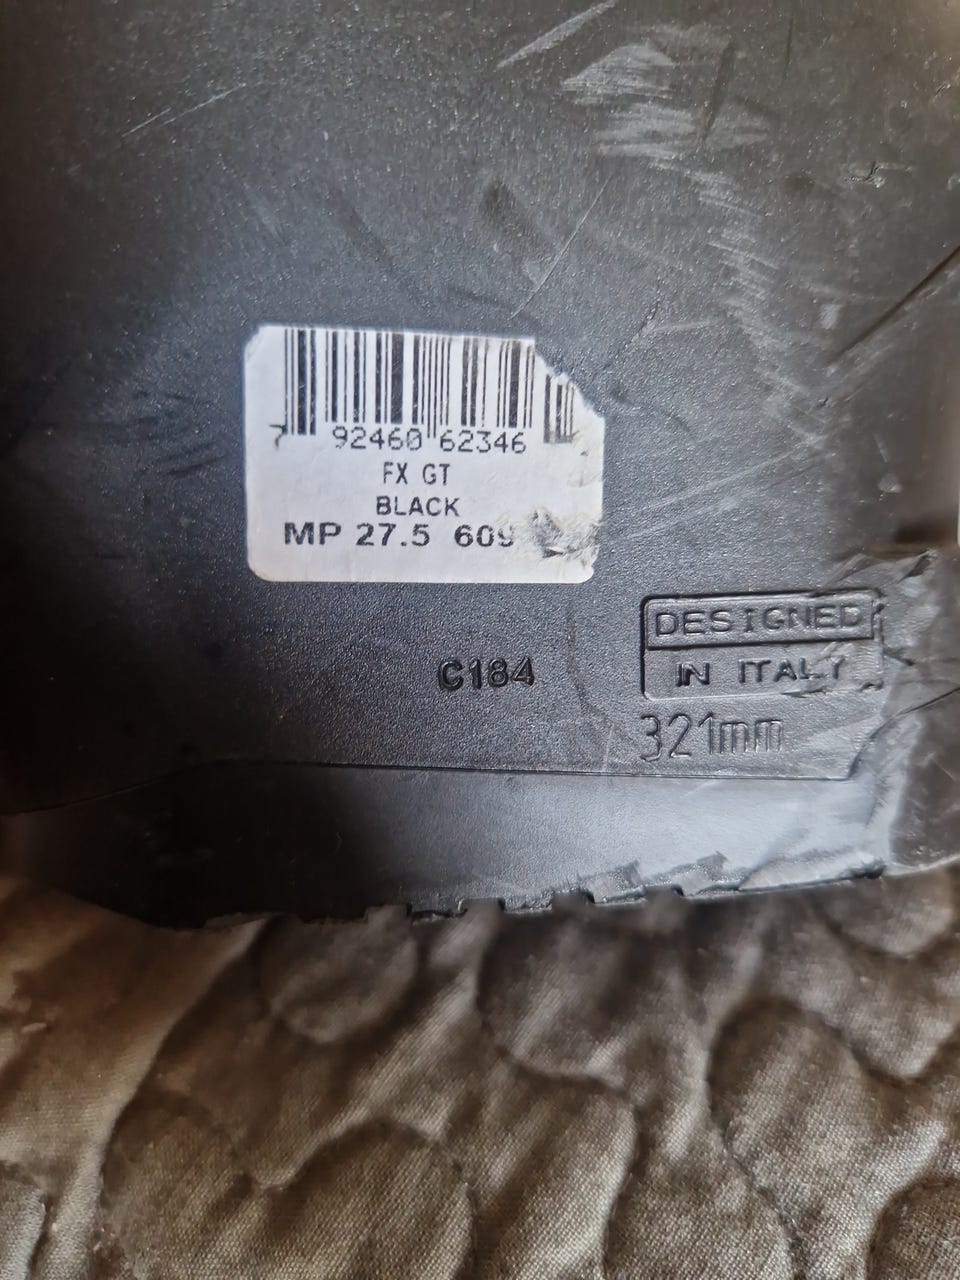 7 92460 62346
FX GT
BLACK
MP 27.5
C184
DESIGNED
IN ITALY
321mm